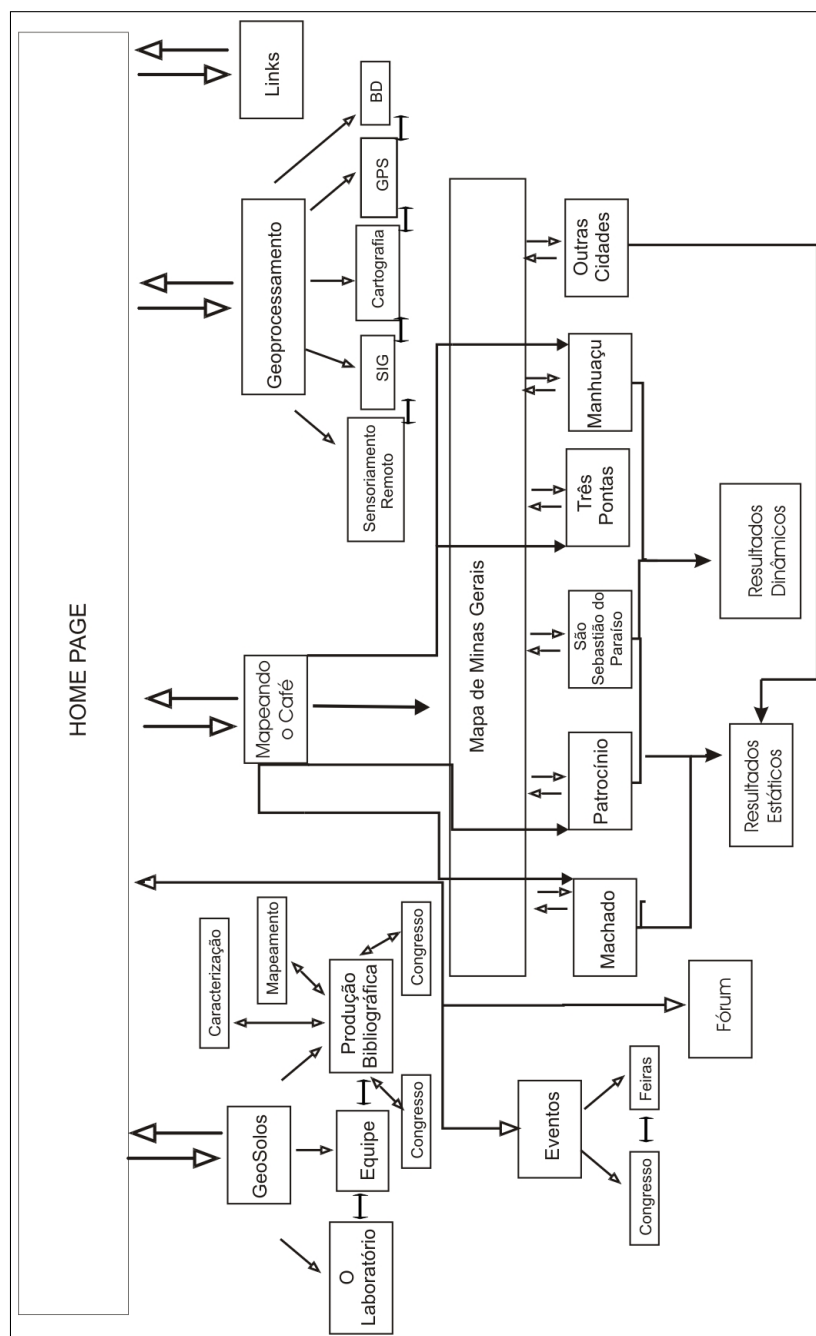 HOME PAGE
GeoSolos
Mapeando
o Café
Geoprocessamento
Links
Caracterização
Mapeamento
Produção
Bibliográfica
Congresso
Congresso
Equipe
O
Laboratório
Sensoriamento
Remoto
SIG
Cartografia
GPS
BD
Mapa de Minas Gerais
Eventos
Congresso
Feiras
Fórum
Machado
Patrocínio
São
Sebastião do
Paraíso
Três
Pontas
Manhuaçu
Outras
Cidades
Resultados
Estáticos
Resultados
Dinâmicos